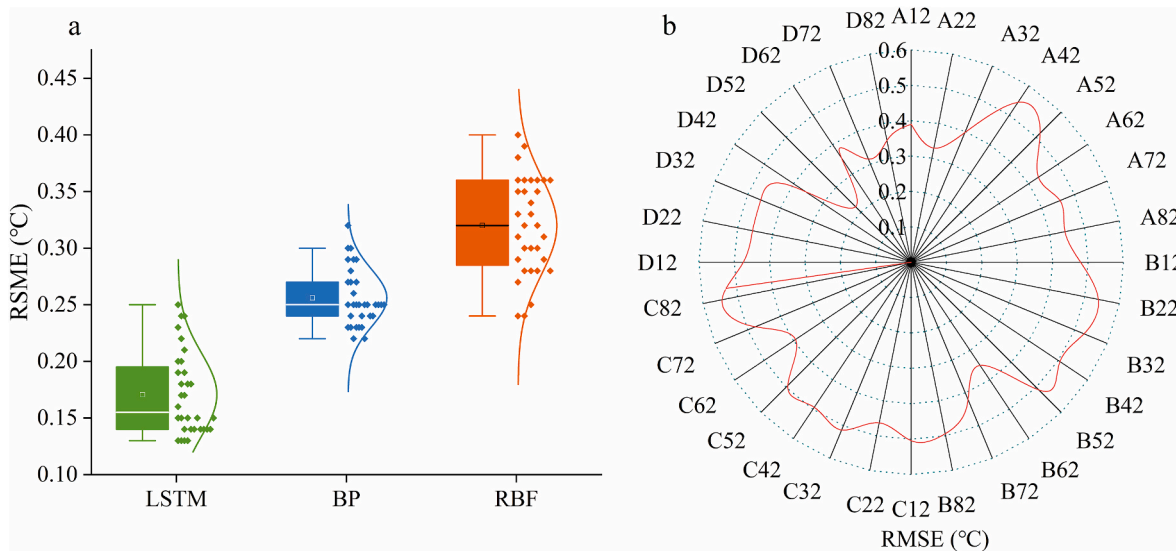 a
RSME (℃)
0.45
0.40
0.35
0.30
0.25
0.20
0.15
0.10
LSTM
BP
RBF
b
A12
A22
A32
A42
A52
A62
A72
A82
B12
B22
B32
B42
B52
B62
B72
B82
C12
C22
C32
C42
C52
C62
C72
C82
D12
D22
D32
D42
D52
D62
D72
D82
0.6
0.5
0.4
0.3
0.2
0.1
RMSE (℃)